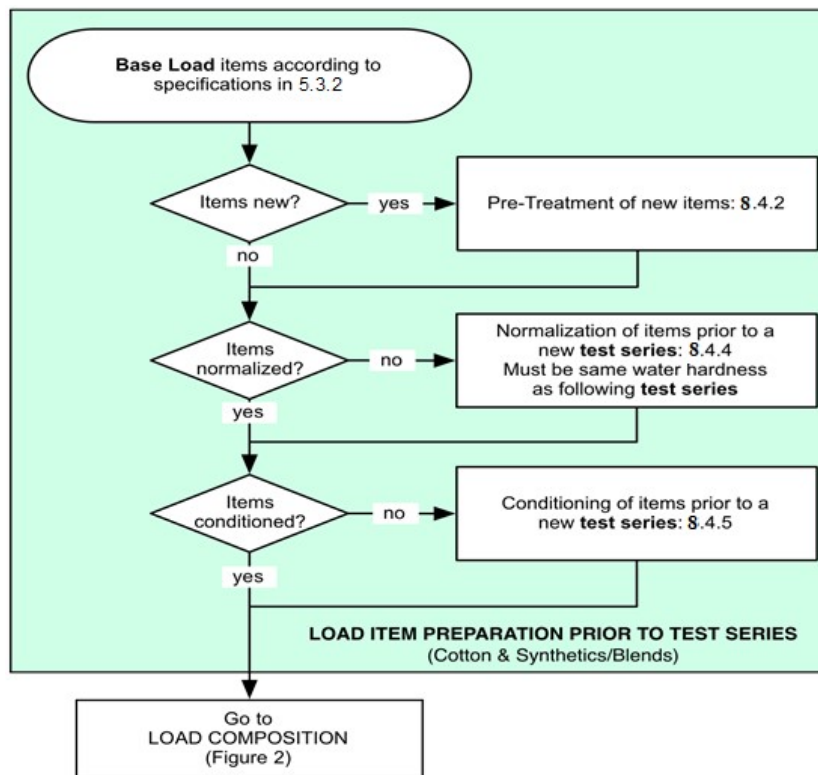 Base Load items according to
specifications in 5.3.2
Items new?
yes
Pre-Treatment of new items: 8.4.2
no
Items
normalized?
no
Normalization of items prior to a
new test series: 8.4.4
Must be same water hardness
as following test series
yes
Items
conditioned?
no
Conditioning of items prior to a
new test series: 8.4.5
yes
LOAD ITEM PREPARATION PRIOR TO TEST SERIES
(Cotton & Synthetics/Blends)
Go to
LOAD COMPOSITION
(Figure 2)